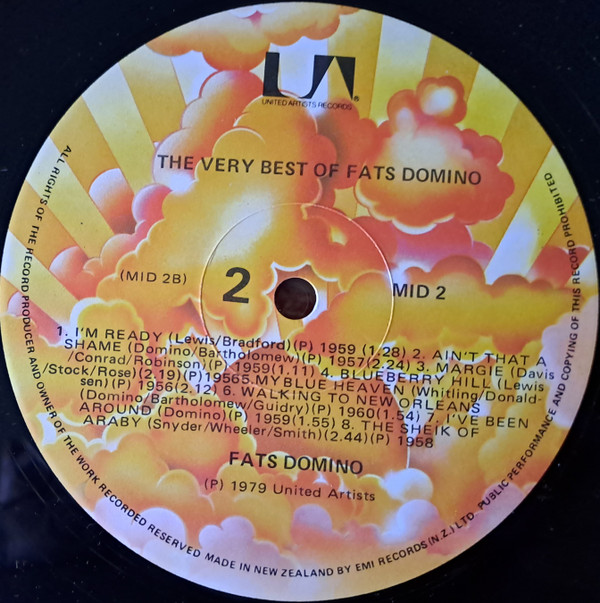 UA
UNITED ARTISTS RECORDS ®
THE VERY BEST OF FATS DOMINO
(MID 2B)
2
MID 2
1. I'M READY (Lewis/Bradford)(P) 1959 (1.28) 2. AIN'T THAT A
SHAME (Domino/Bartholomew)(P) 1957(2.24) 3. MARGIE (Davis
/Conrad/Robinson)(P)1959(1.11) 4. BLUEBERRY HILL (Lewis
/Stock/Rose)(2.19)(P)19565.MYBLUE HEAVEN (Whitling/Donald-
sen)(P) 1956(2.12) 6. WALKING TO NEW ORLEANS
(Domino/Bartholomew/Guidry)(P) 1960(1.54) 7. I'VE BEEN
AROUND (Domino)(P) 1959(1.55) 8. THE SHEIK OF
ARABY (Snyder/Wheeler/Smith)(2.44)(P) 1958
FATS DOMINO
(P) 1979 United Artists
ALL RIGHTS OF THE RECORD PRODUCER AND OWNER OF THE WORK RECORDED RESERVED MADE IN NEW ZEALAND BY EMI RECORDS (N.Z.) LTD. PUBLIC PERFORMANCE AND COPYING OF THIS RECORD PROHIBITED